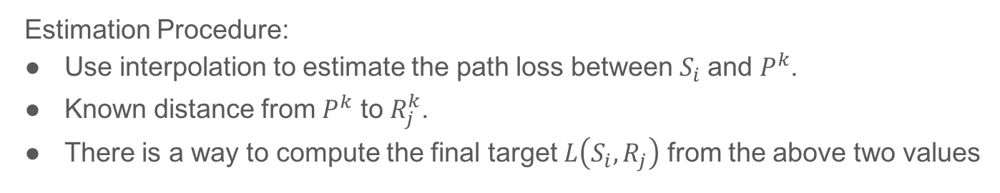 Estimation Procedure:
● Use interpolation to estimate the path loss between $S_i$ and $P^k$.
● Known distance from $P^k$ to $R_j^k$.
● There is a way to compute the final target $L(S_i, R_j)$ from the above two values